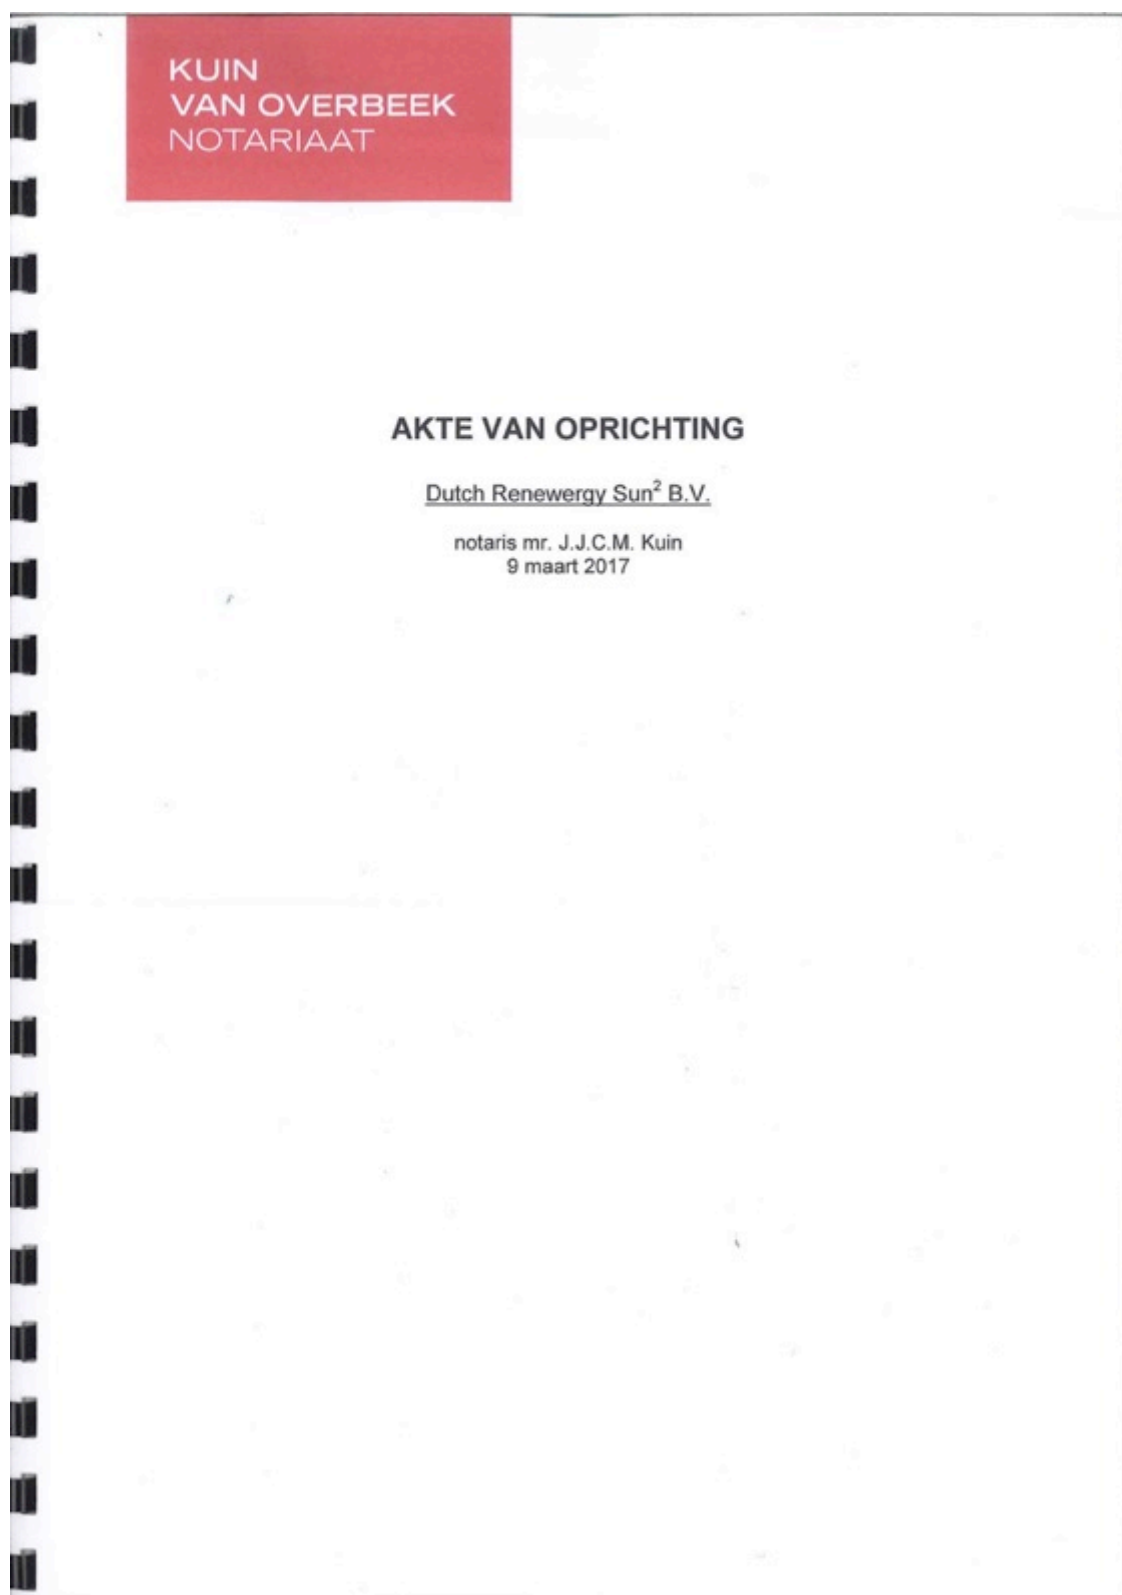 KUIN
VAN OVERBEEK
NOTARIAAT
AKTE VAN OPRICHTING
Dutch Renewergy Sun² B.V.
notaris mr. J.J.C.M. Kuin
9 maart 2017